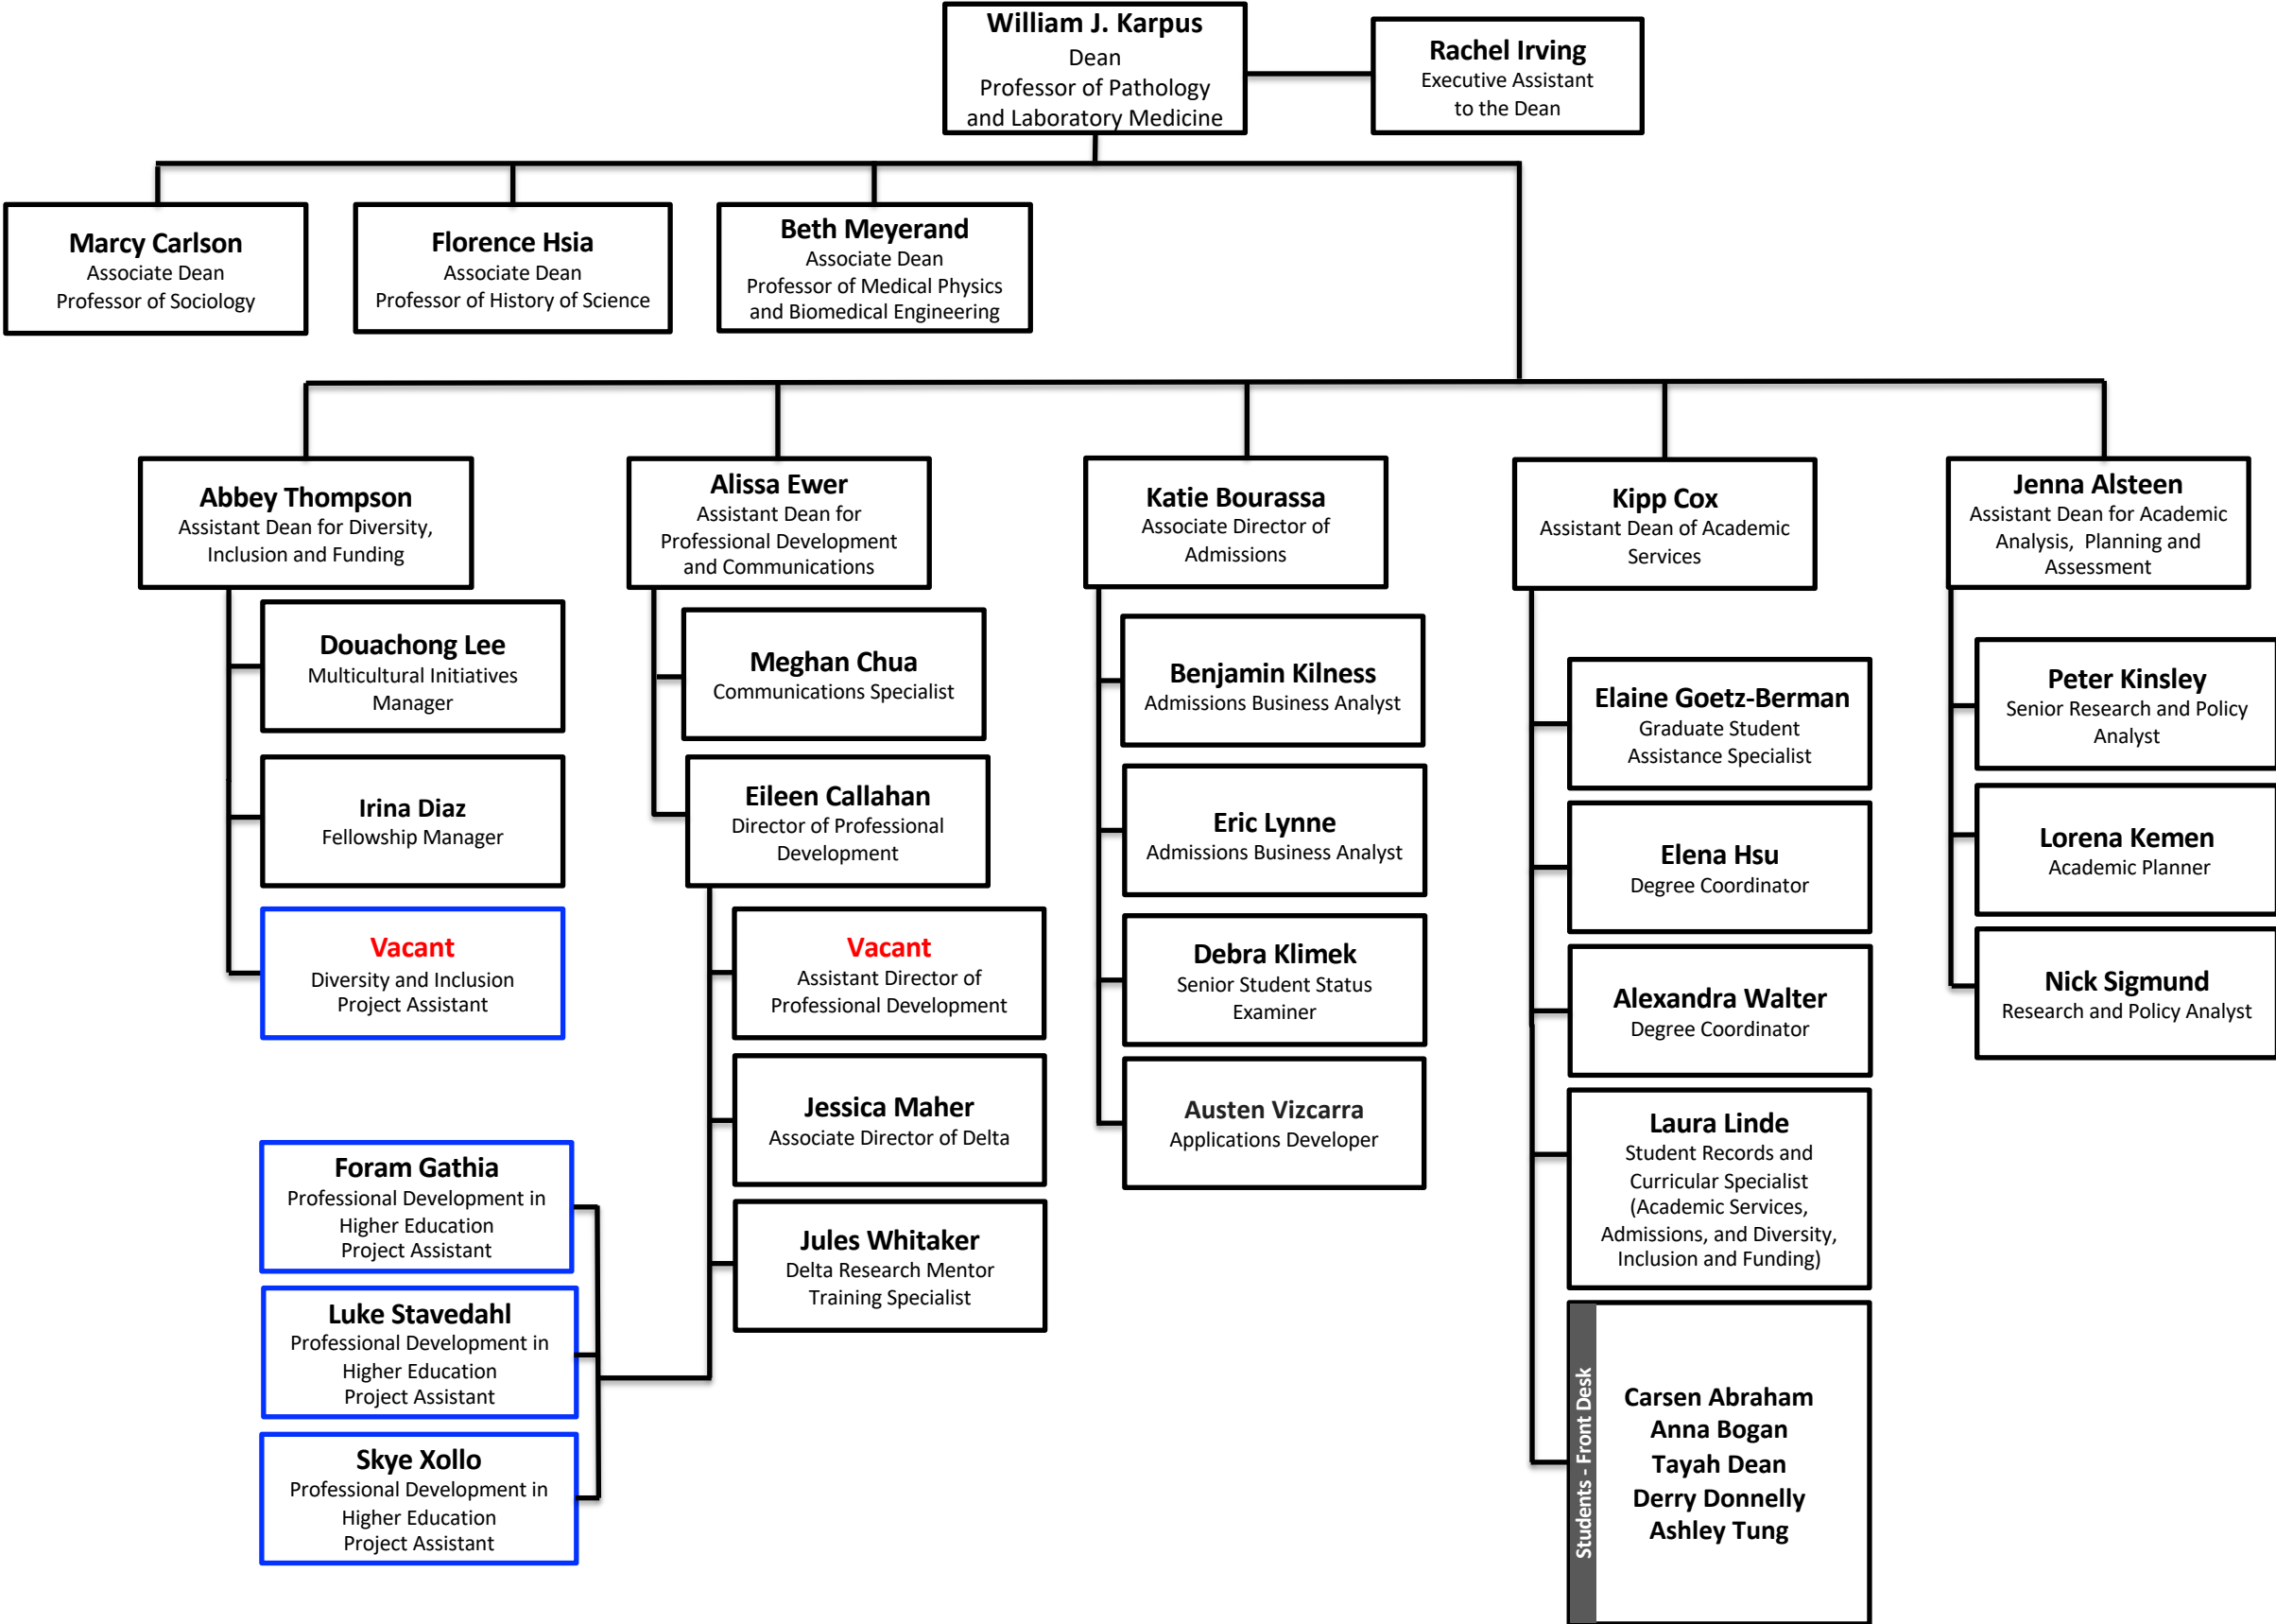 William J. Karpus
Dean
Professor of Pathology
and Laboratory Medicine
Rachel Irving
Executive Assistant
to the Dean
Marcy Carlson
Associate Dean
Professor of Sociology
Florence Hsia
Associate Dean
Professor of History of Science
Beth Meyerand
Associate Dean
Professor of Medical Physics
and Biomedical Engineering
Abbey Thompson
Assistant Dean for Diversity,
Inclusion and Funding
Douachong Lee
Multicultural Initiatives
Manager
Irina Diaz
Fellowship Manager
Vacant
Diversity and Inclusion
Project Assistant
Alissa Ewer
Assistant Dean for
Professional Development
and Communications
Meghan Chua
Communications Specialist
Eileen Callahan
Director of Professional
Development
Vacant
Assistant Director of
Professional Development
Jessica Maher
Associate Director of Delta
Jules Whitaker
Delta Research Mentor
Training Specialist
Foram Gathia
Professional Development in
Higher Education
Project Assistant
Luke Stavedahl
Professional Development in
Higher Education
Project Assistant
Skye Xollo
Professional Development in
Higher Education
Project Assistant
Katie Bourassa
Associate Director of
Admissions
Benjamin Kilness
Admissions Business Analyst
Eric Lynne
Admissions Business Analyst
Debra Klimek
Senior Student Status
Examiner
Austen Vizcarra
Applications Developer
Kipp Cox
Assistant Dean of Academic
Services
Elaine Goetz-Berman
Graduate Student
Assistance Specialist
Elena Hsu
Degree Coordinator
Alexandra Walter
Degree Coordinator
Laura Linde
Student Records and
Curricular Specialist
(Academic Services,
Admissions, and Diversity,
Inclusion and Funding)
Students - Front Desk
Carsen Abraham
Anna Bogan
Tayah Dean
Derry Donnelly
Ashley Tung
Jenna Alsteen
Assistant Dean for Academic
Analysis, Planning and
Assessment
Peter Kinsley
Senior Research and Policy
Analyst
Lorena Kemen
Academic Planner
Nick Sigmund
Research and Policy Analyst